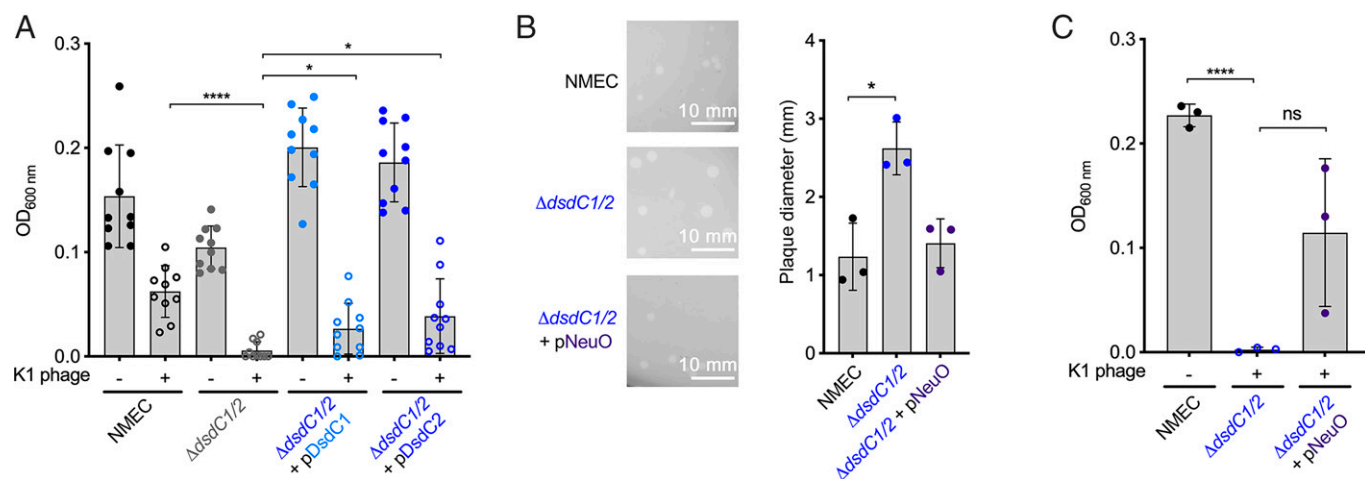 A
0.3
0.2
0.1
0.0
OD600 nm
****
*
*
K1 phage
- + - + - + - +
NMEC
ΔdsdC1/2
ΔdsdC1/2
+ pDsdC1
ΔdsdC1/2
+ pDsdC2
B
NMEC
10 mm
ΔdsdC1/2
10 mm
ΔdsdC1/2
+ pNeuO
10 mm
4
3
2
1
0
Plaque diameter (mm)
*
NMEC
ΔdsdC1/2
ΔdsdC1/2 + pNeuO
C
0.3
0.2
0.1
0.0
OD600 nm
****
ns
K1 phage
- + +
NMEC
ΔdsdC1/2
ΔdsdC1/2
+ pNeuO